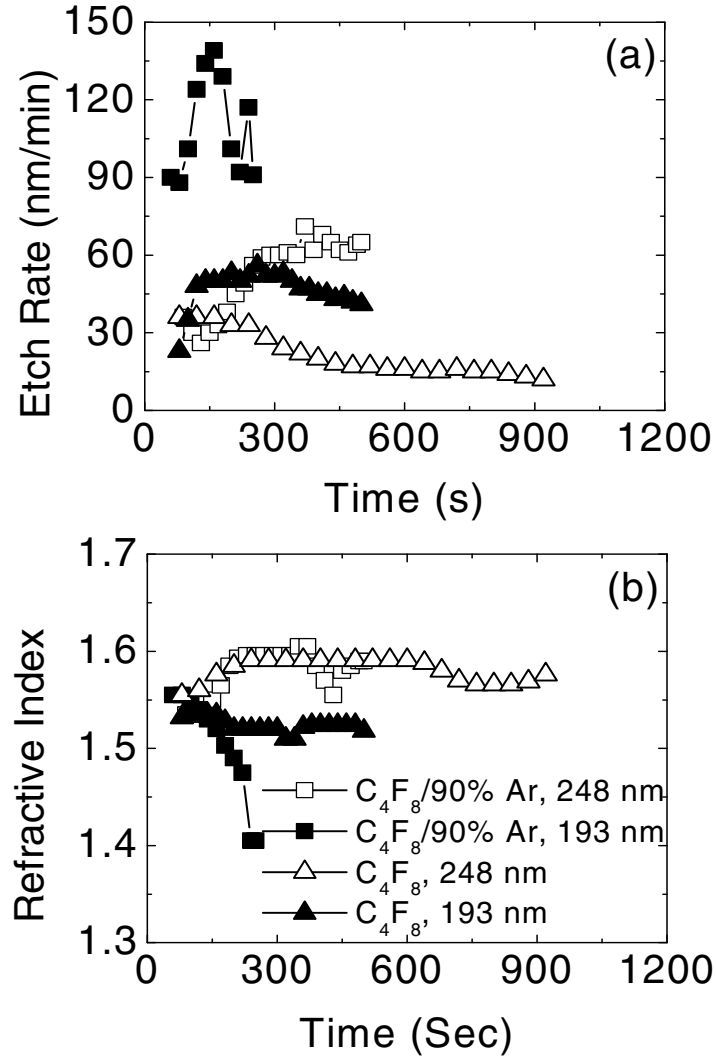 (a)
150
120
90
60
30
0
Etch Rate (nm/min)
0 300 600 900 1200
Time (s)
(b)
1.7
1.6
1.5
1.4
1.3
Refractive Index
C₄F₈/90% Ar, 248 nm
C₄F₈/90% Ar, 193 nm
C₄F₈, 248 nm
C₄F₈, 193 nm
0 300 600 900 1200
Time (Sec)